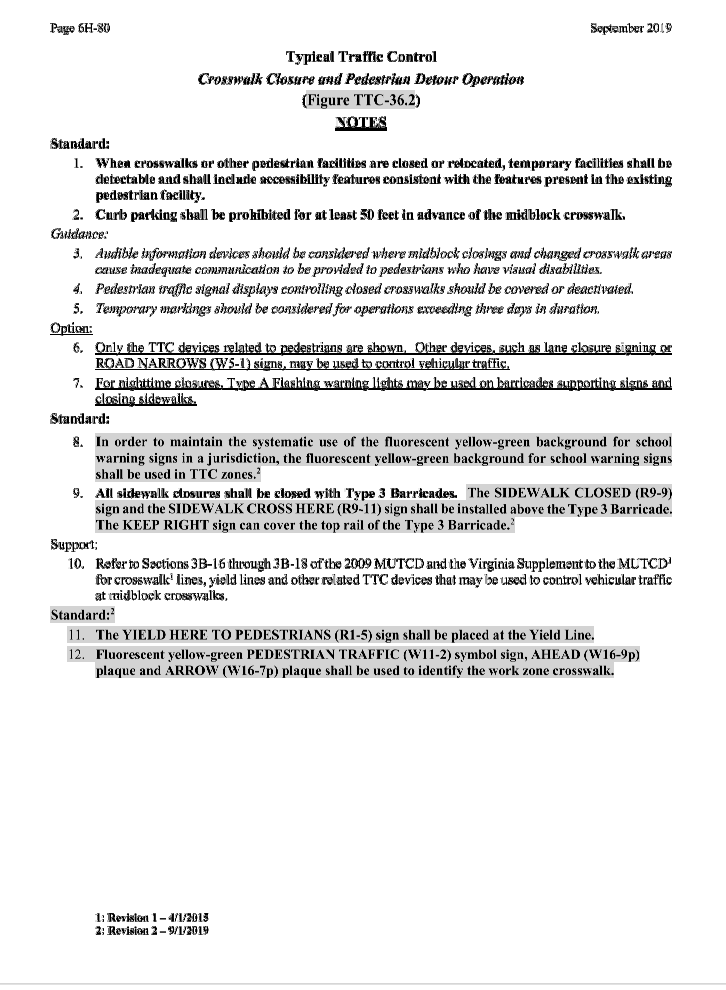 Page 6H-80 September 2019
Typical Traffic Control
Crosswalk Closure and Pedestrian Detour Operation
(Figure TTC-36.2)
NOTES
Standard:
1. When crosswalks or other pedestrian facilities are closed or relocated, temporary facilities shall be
detectable and shall include accessibility features consistent with the features present in the existing
pedestrian facility.
2. Curb parking shall be prohibited for at least 50 feet in advance of the midblock crosswalk.
Guidance:
3. Audible information devices should be considered where midblock closings and changed crosswalk areas
cause inadequate communication to be provided to pedestrians who have visual disabilities.
4. Pedestrian traffic signal displays controlling closed crosswalks should be covered or deactivated.
5. Temporary markings should be considered for operations exceeding three days in duration.
Option:
6. Only the TTC devices related to pedestrians are shown. Other devices, such as lane closure signing or
ROAD NARROWS (W5-1) signs, may be used to control vehicular traffic.
7. For nighttime closures, Type A Flashing warning lights may be used on barricades supporting signs and
closing sidewalks.
Standard:
8. In order to maintain the systematic use of the fluorescent yellow-green background for school
warning signs in a jurisdiction, the fluorescent yellow-green background for school warning signs
shall be used in TTC zones.²
9. All sidewalk closures shall be closed with Type 3 Barricades. The SIDEWALK CLOSED (R9-9)
sign and the SIDEWALK CROSS HERE (R9-11) sign shall be installed above the Type 3 Barricade.
The KEEP RIGHT sign can cover the top rail of the Type 3 Barricade.²
Support:
10. Refer to Sections 3B-16 through 3B-18 of the 2009 MUTCD and the Virginia Supplement to the MUTCD¹
for crosswalk¹ lines, yield lines and other related TTC devices that may be used to control vehicular traffic
at midblock crosswalks.
Standard:²
11. The YIELD HERE TO PEDESTRIANS (R1-5) sign shall be placed at the Yield Line.
12. Fluorescent yellow-green PEDESTRIAN TRAFFIC (W11-2) symbol sign, AHEAD (W16-9p)
plaque and ARROW (W16-7p) plaque shall be used to identify the work zone crosswalk.
1: Revision 1 – 4/1/2015
2: Revision 2 – 9/1/2019